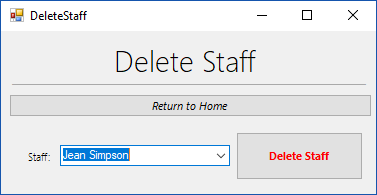 DeleteStaff
Delete Staff
Return to Home
Staff: Jean Simpson Delete Staff